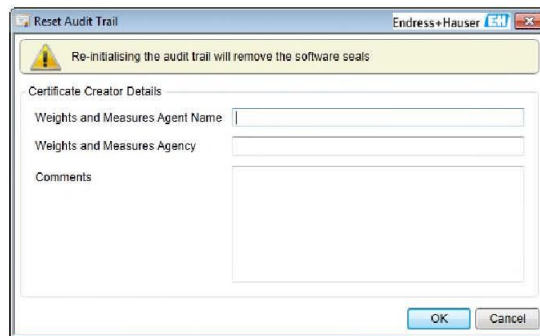 Reset Audit Trail
Endress+Hauser EH
Re-initialising the audit trail will remove the software seals
Certificate Creator Details
Weights and Measures Agent Name
Weights and Measures Agency
Comments
OK Cancel